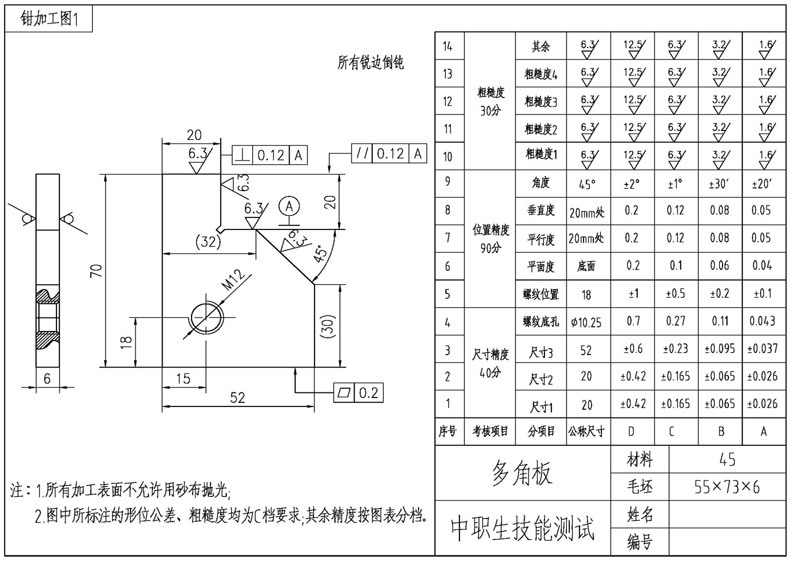 钳加工图1
所有锐边倒钝
20
6.3
⊥ 0.12 A
// 0.12 A
6.3
20
6.3
A
(32)
6.3
45°
70
M12
18
(30)
6
15
52
⏥ 0.2
注：1.所有加工表面不允许用砂布抛光;
2.图中所标注的形位公差、粗糙度均为C档要求;其余精度按图表分档。
14 粗糙度 30分 其余 6.3 12.5 6.3 3.2 1.6
13 粗糙度4 6.3 12.5 6.3 3.2 1.6
12 粗糙度3 6.3 12.5 6.3 3.2 1.6
11 粗糙度2 6.3 12.5 6.3 3.2 1.6
10 粗糙度1 6.3 12.5 6.3 3.2 1.6
9 位置精度 90分 角度 45° ±2° ±1° ±30′ ±20′
8 垂直度 20mm处 0.2 0.12 0.08 0.05
7 平行度 20mm处 0.2 0.12 0.08 0.05
6 平面度 底面 0.2 0.1 0.06 0.04
5 螺纹位置 18 ±1 ±0.5 ±0.2 ±0.1
4 尺寸精度 40分 螺纹底孔 Φ10.25 0.7 0.27 0.11 0.043
3 尺寸3 52 ±0.6 ±0.23 ±0.095 ±0.037
2 尺寸2 20 ±0.42 ±0.165 ±0.065 ±0.026
1 尺寸1 20 ±0.42 ±0.165 ±0.065 ±0.026
序号 考核项目 分项目 公称尺寸 D C B A
多角板 材料 45
毛坯 55×73×6
中职生技能测试 姓名
编号